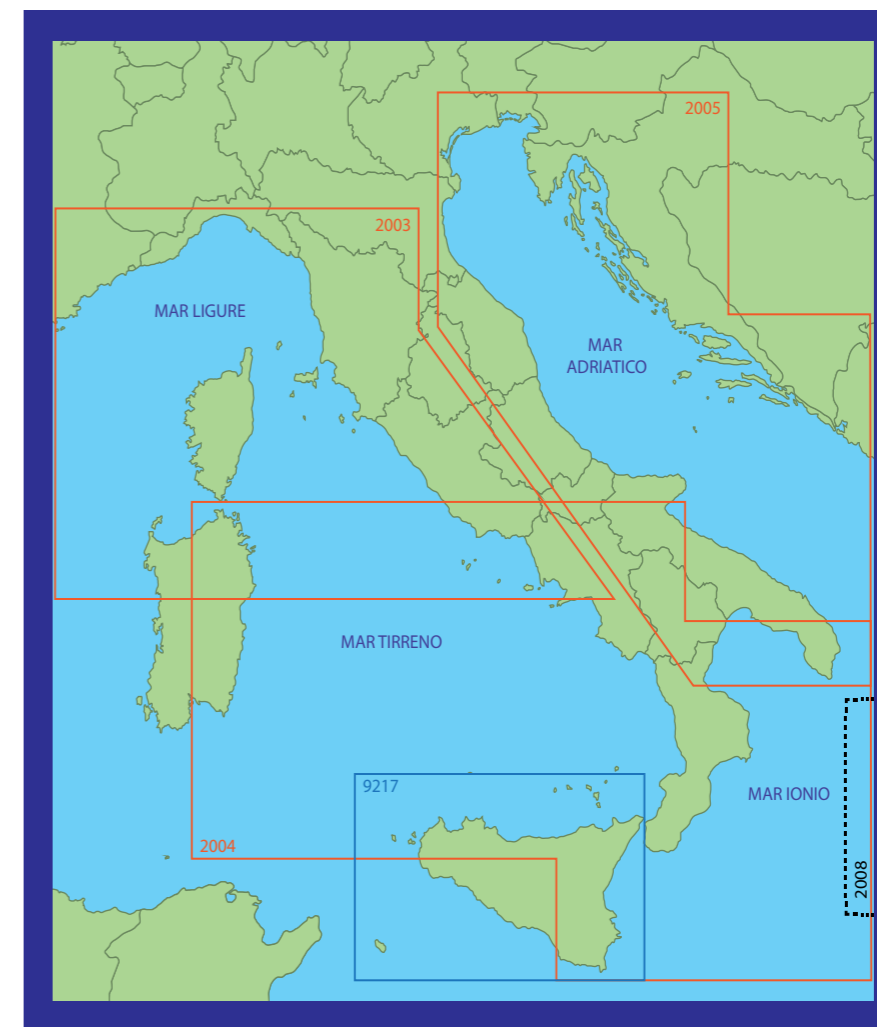 2005
2003
MAR LIGURE
MAR
ADRIATICO
MAR TIRRENO
9217
MAR IONIO
2004
2008